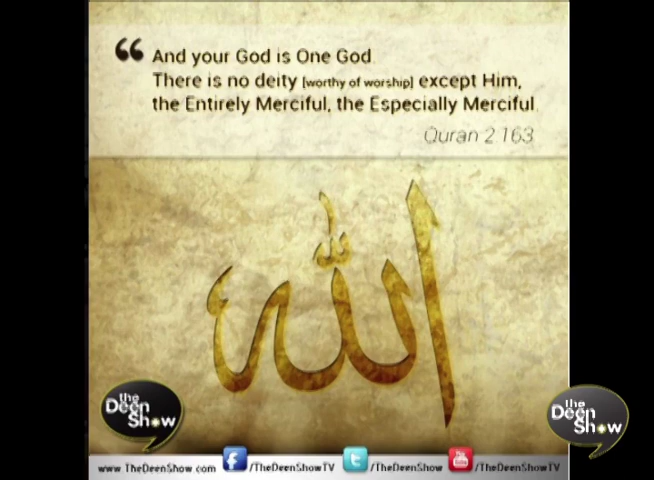 “ And your God is One God.
There is no deity [worthy of worship] except Him,
the Entirely Merciful, the Especially Merciful
Quran 2 163
الله
the
Deen
Show
the
Deen
Show
www.TheDeenShow.com /TheDeenShowTV /TheDeenShowTV /TheDeenShowTV